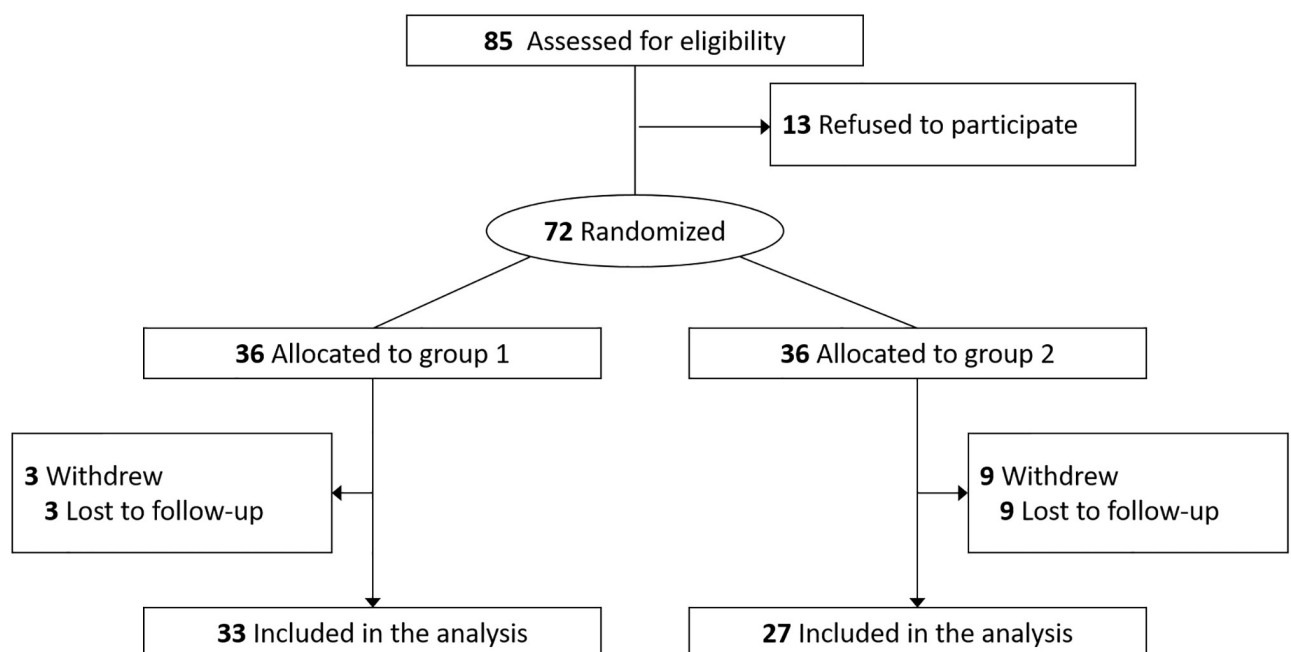 85 Assessed for eligibility
13 Refused to participate
72 Randomized
36 Allocated to group 1
36 Allocated to group 2
3 Withdrew
3 Lost to follow-up
9 Withdrew
9 Lost to follow-up
33 Included in the analysis
27 Included in the analysis